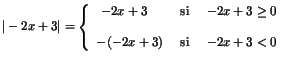 |−2x+3| = { −2x+3 si −2x+3 ≥ 0
−(−2x+3) si −2x+3 < 0